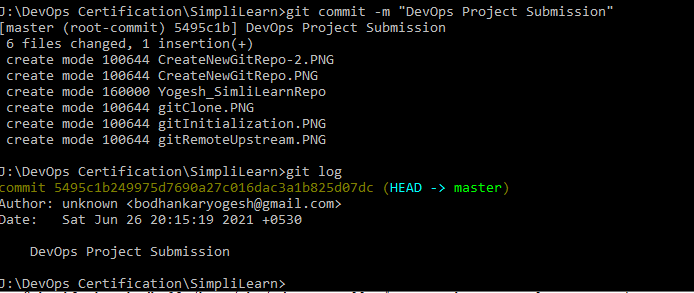 J:\DevOps Certification\SimpliLearn>git commit -m "DevOps Project Submission"
[master (root-commit) 5495c1b] DevOps Project Submission
 6 files changed, 1 insertion(+)
 create mode 100644 CreateNewGitRepo-2.PNG
 create mode 100644 CreateNewGitRepo.PNG
 create mode 160000 Yogesh_SimliLearnRepo
 create mode 100644 gitClone.PNG
 create mode 100644 gitInitialization.PNG
 create mode 100644 gitRemoteUpstream.PNG
J:\DevOps Certification\SimpliLearn>git log
commit 5495c1b249975d7690a27c016dac3a1b825d07dc (HEAD -> master)
Author: unknown <bodhankaryogesh@gmail.com>
Date:   Sat Jun 26 20:15:19 2021 +0530
    DevOps Project Submission
J:\DevOps Certification\SimpliLearn>